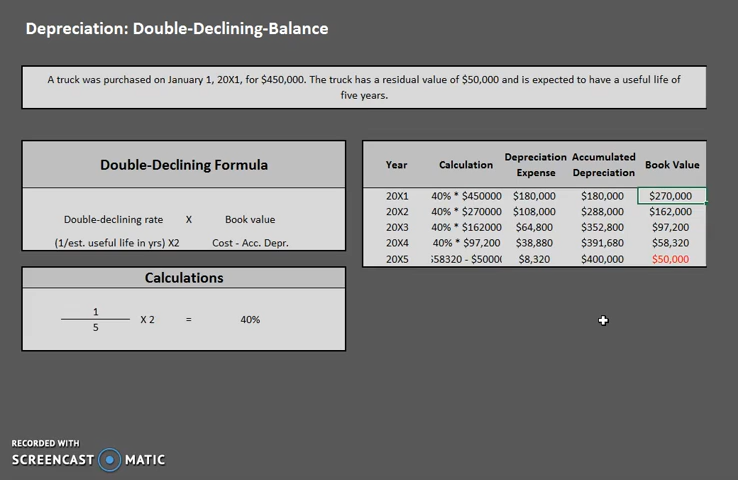 Depreciation: Double-Declining-Balance
A truck was purchased on January 1, 20X1, for $450,000. The truck has a residual value of $50,000 and is expected to have a useful life of
five years.
Double-Declining Formula
Double-declining rate X Book value
(1/est. useful life in yrs) X2 Cost - Acc. Depr.
Calculations
1
5
X 2 = 40%
Year Calculation Depreciation Expense Accumulated Depreciation Book Value
20X1 40% * $450000 $180,000 $180,000 $270,000
20X2 40% * $270000 $108,000 $288,000 $162,000
20X3 40% * $162000 $64,800 $352,800 $97,200
20X4 40% * $97,200 $38,880 $391,680 $58,320
20X5 58320 - $5000 $8,320 $400,000 $50,000
RECORDED WITH
SCREENCAST MATIC